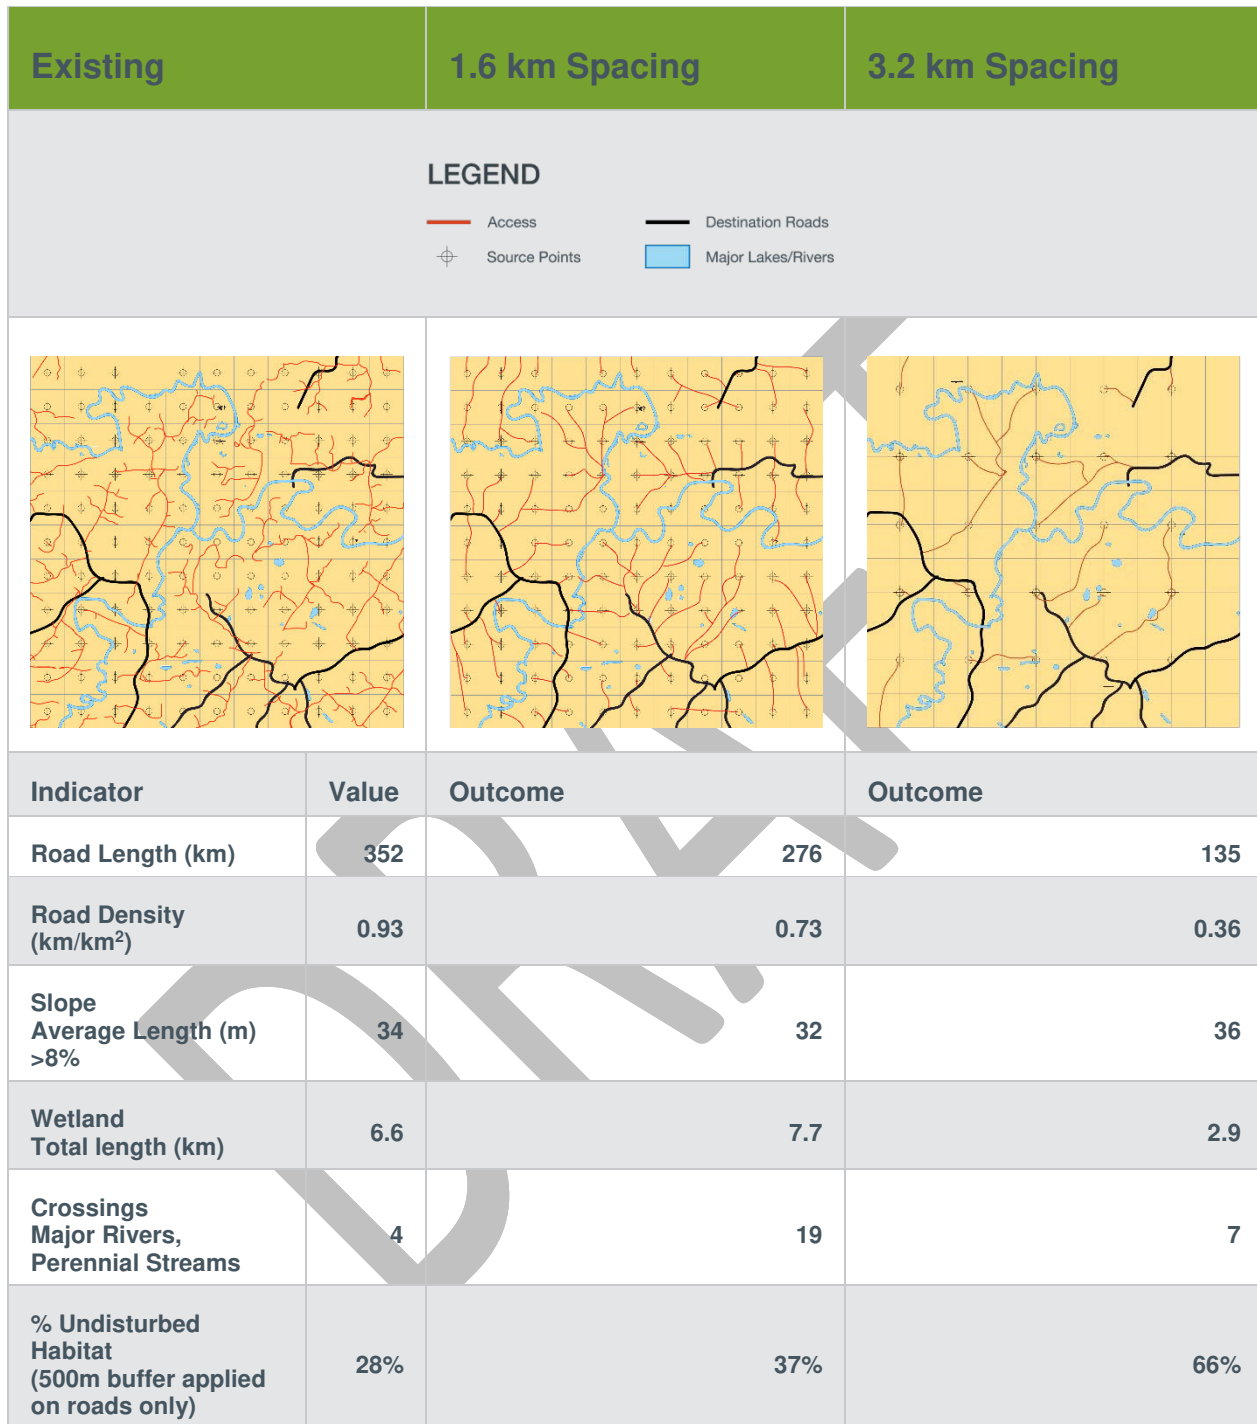 Existing 1.6 km Spacing 3.2 km Spacing
LEGEND
Access Destination Roads
Source Points Major Lakes/Rivers
Indicator Value Outcome Outcome
Road Length (km) 352 276 135
Road Density
(km/km²) 0.93 0.73 0.36
Slope
Average Length (m) 34 32 36
>8%
Wetland
Total length (km) 6.6 7.7 2.9
Crossings
Major Rivers, 4 19 7
Perennial Streams
% Undisturbed
Habitat
(500m buffer applied 28% 37% 66%
on roads only)
DRAFT